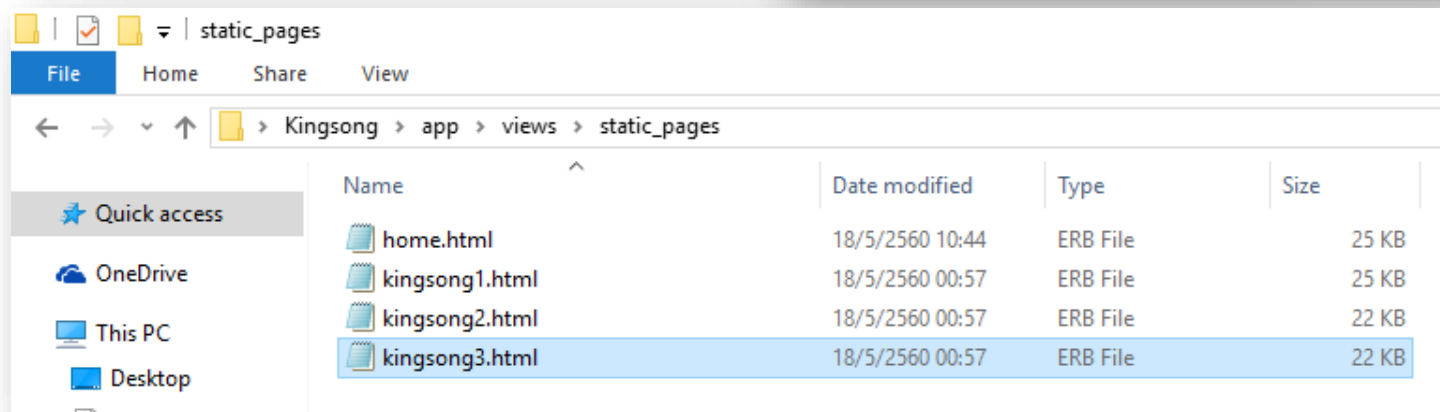 static_pages
File Home Share View
Kingsong > app > views > static_pages
Name Date modified Type Size
Quick access
home.html 18/5/2560 10:44 ERB File 25 KB
OneDrive
kingsong1.html 18/5/2560 00:57 ERB File 25 KB
kingsong2.html 18/5/2560 00:57 ERB File 22 KB
This PC
kingsong3.html 18/5/2560 00:57 ERB File 22 KB
Desktop